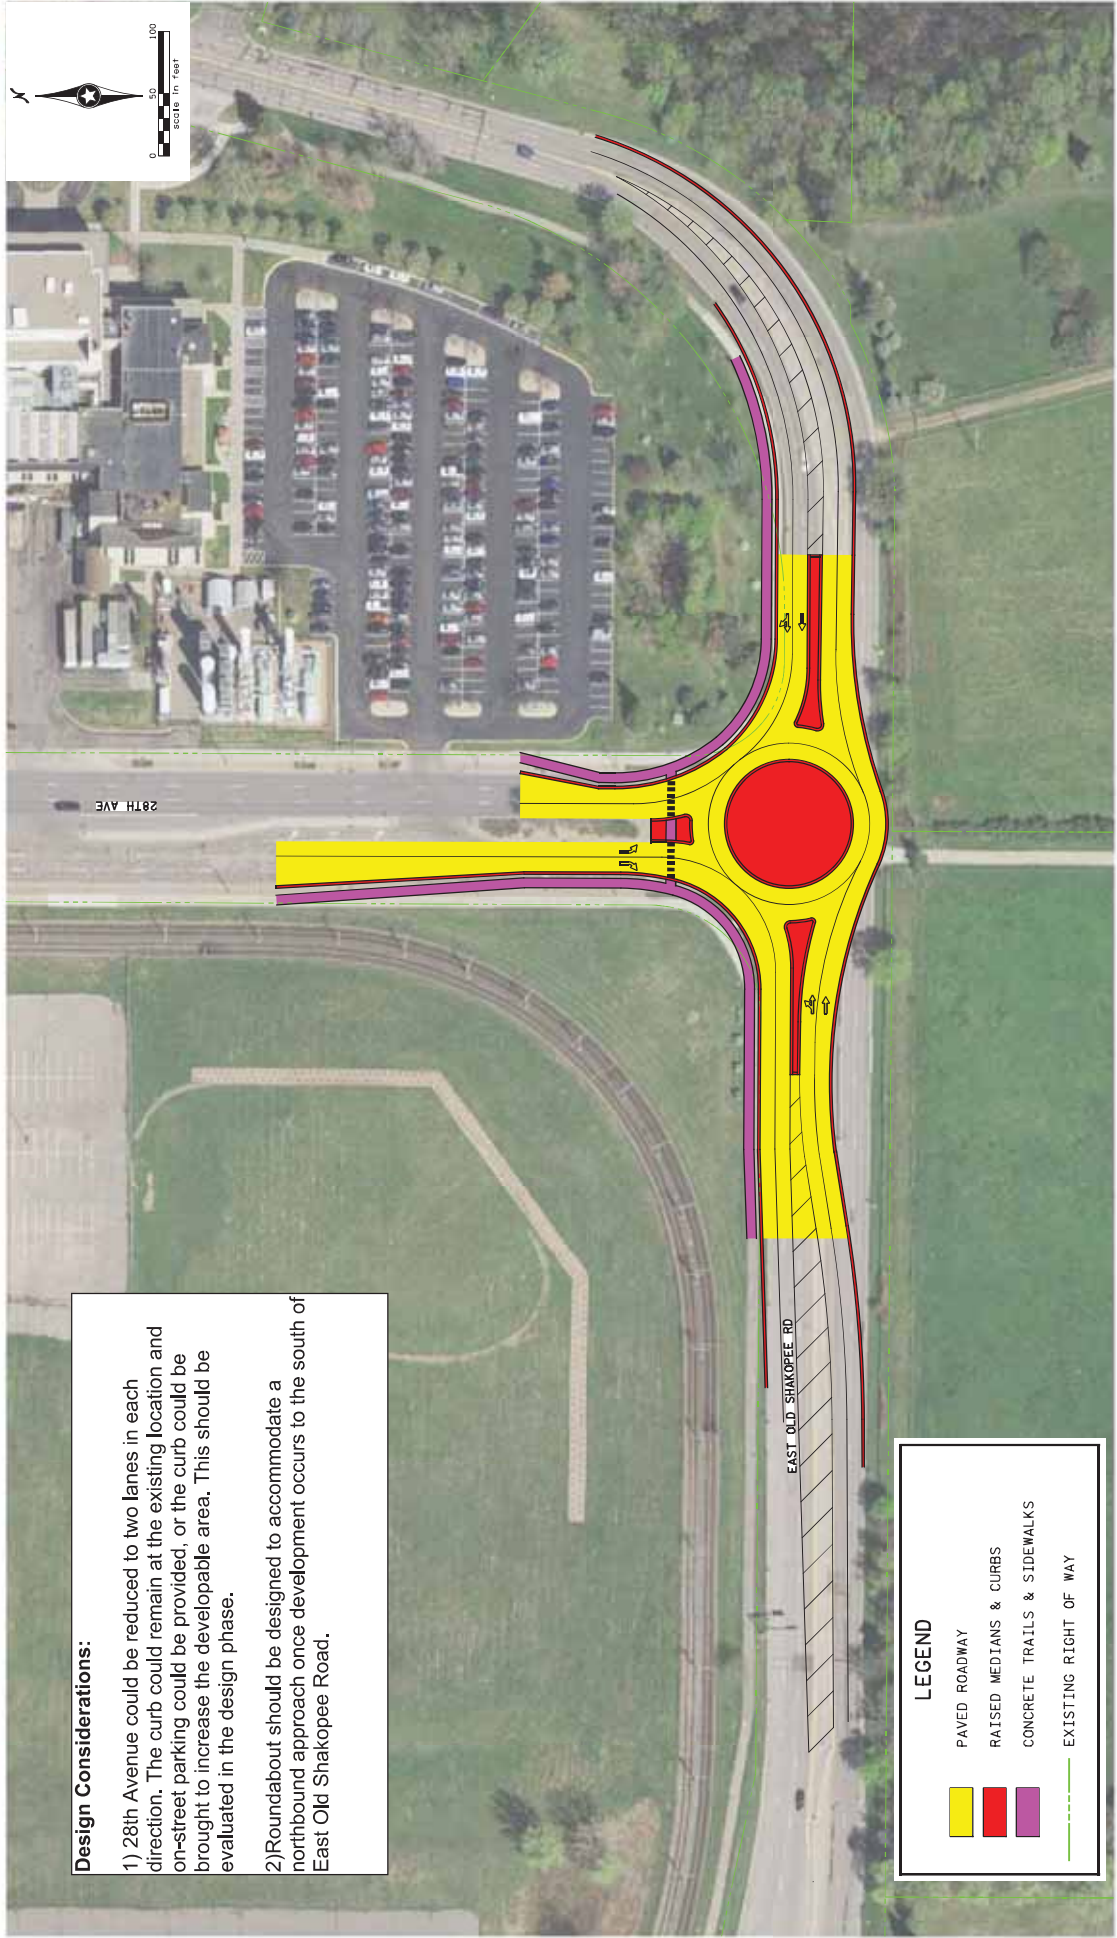 Design Considerations:
1) 28th Avenue could be reduced to two lanes in each
direction. The curb could remain at the existing location and
on-street parking could be provided, or the curb could be
brought to increase the developable area. This should be
evaluated in the design phase.
2)Roundabout should be designed to accommodate a
northbound approach once development occurs to the south of
East Old Shakopee Road.
N
0 50 100
scale in feet
28TH AVE
EAST OLD SHAKOPEE RD
LEGEND
PAVED ROADWAY
RAISED MEDIANS & CURBS
CONCRETE TRAILS & SIDEWALKS
EXISTING RIGHT OF WAY